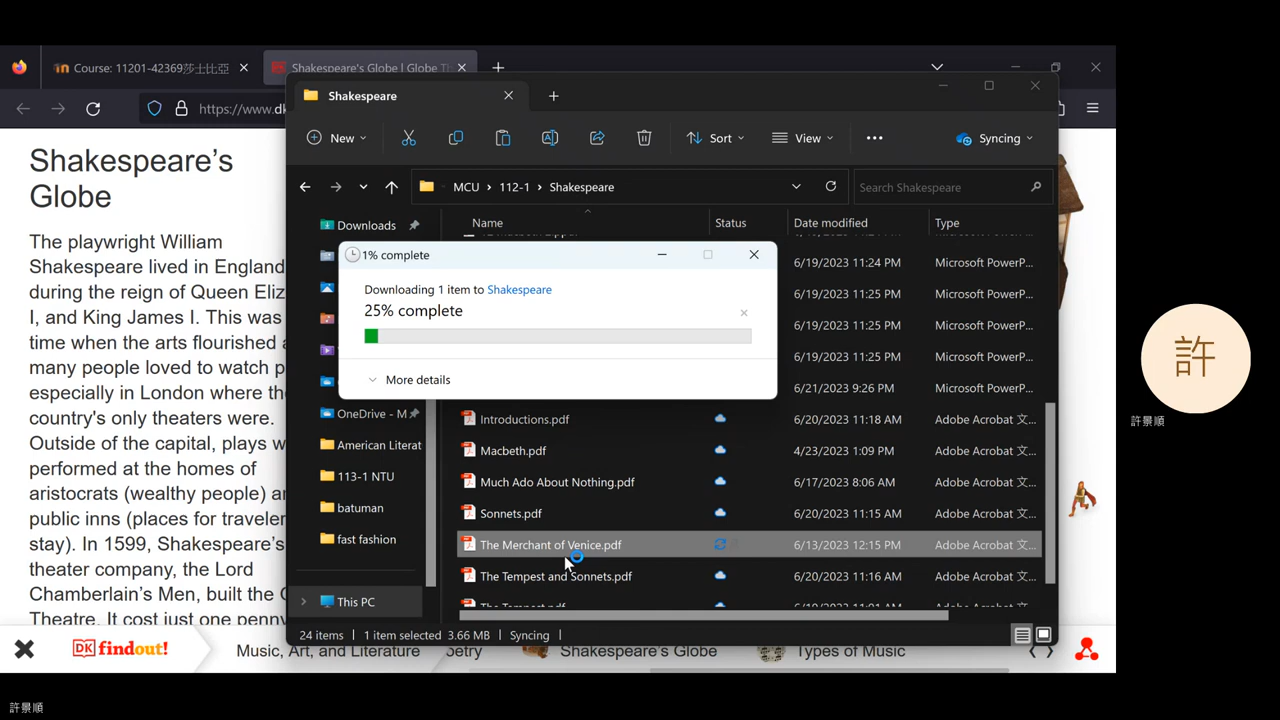 Course: 11201-42369莎士比亞
Shakespeare's Globe | Globe Th
https://www.dk
Shakespeare's
Globe
The playwright William
Shakespeare lived in England
during the reign of Queen Eliz
I, and King James I. This was
time when the arts flourished a
many people loved to watch p
especially in London where the
country's only theaters were.
Outside of the capital, plays w
performed at the homes of
aristocrats (wealthy people) an
public inns (places for traveler
stay). In 1599, Shakespeare's
theater company, the Lord
Chamberlain's Men, built the G
Theatre. It cost just one penny
Shakespeare
New
Sort
View
Syncing
MCU > 112-1 > Shakespeare
Search Shakespeare
Name Status Date modified Type
Downloads
OneDrive - M
American Literat
113-1 NTU
batuman
fast fashion
This PC
6/19/2023 11:24 PM Microsoft PowerP...
6/19/2023 11:25 PM Microsoft PowerP...
6/19/2023 11:25 PM Microsoft PowerP...
6/19/2023 11:25 PM Microsoft PowerP...
6/21/2023 9:26 PM Microsoft PowerP...
Introductions.pdf 6/20/2023 11:18 AM Adobe Acrobat 文...
Macbeth.pdf 4/23/2023 1:09 PM Adobe Acrobat 文...
Much Ado About Nothing.pdf 6/17/2023 8:06 AM Adobe Acrobat 文...
Sonnets.pdf 6/20/2023 11:15 AM Adobe Acrobat 文...
The Merchant of Venice.pdf 6/13/2023 12:15 PM Adobe Acrobat 文...
The Tempest and Sonnets.pdf 6/20/2023 11:16 AM Adobe Acrobat 文...
The Tempest.pdf Adobe Acrobat 文...
1% complete
Downloading 1 item to Shakespeare
25% complete
More details
24 items 1 item selected 3.66 MB Syncing
DK findout!
Music, Art, and Literature
oetry
Shakespeare's Globe
Types of Music
許
許景順
許景順